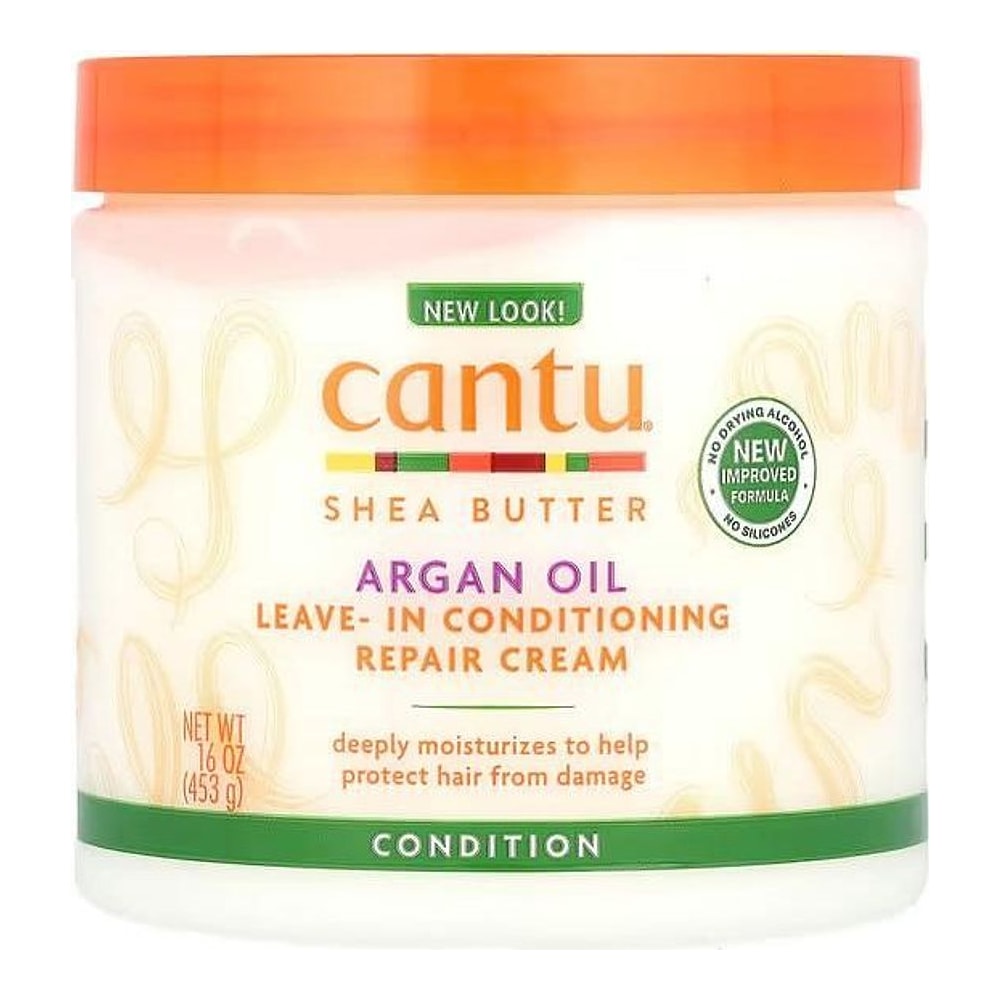 NEW LOOK!
cantu®
SHEA BUTTER
NO DRYING ALCOHOL
NEW
IMPROVED
FORMULA
NO SILICONES
ARGAN OIL
LEAVE- IN CONDITIONING
REPAIR CREAM
deeply moisturizes to help
protect hair from damage
NET WT
16 OZ
(453 g)
CONDITION